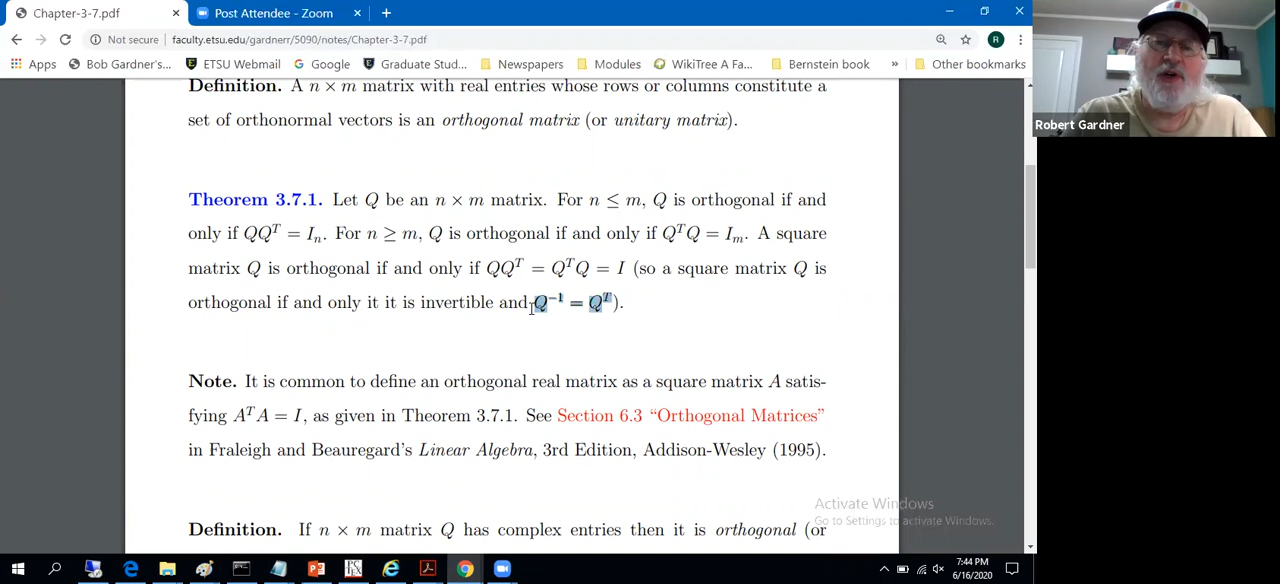 Chapter-3-7.pdf
Post Attendee - Zoom
Not secure
faculty.etsu.edu/gardnerr/5090/notes/Chapter-3-7.pdf
R
Apps
Bob Gardner's...
ETSU Webmail
Google
Graduate Stud...
Newspapers
Modules
WikiTree A Fa...
Bernstein book
»
Other bookmarks
Robert Gardner
Definition. A n × m matrix with real entries whose rows or columns constitute a
set of orthonormal vectors is an orthogonal matrix (or unitary matrix).
Theorem 3.7.1. Let Q be an n × m matrix. For n ≤ m, Q is orthogonal if and
only if QQ^T = I_n. For n ≥ m, Q is orthogonal if and only if Q^TQ = I_m. A square
matrix Q is orthogonal if and only if QQ^T = Q^TQ = I (so a square matrix Q is
orthogonal if and only it it is invertible and Q^−1 = Q^T).
Note. It is common to define an orthogonal real matrix as a square matrix A satis-
fying A^TA = I, as given in Theorem 3.7.1. See Section 6.3 “Orthogonal Matrices”
in Fraleigh and Beauregard's Linear Algebra, 3rd Edition, Addison-Wesley (1995).
Activate Windows
Go to Settings to activate Windows.
Definition. If n × m matrix Q has complex entries then it is orthogonal (or
7:44 PM
6/16/2020